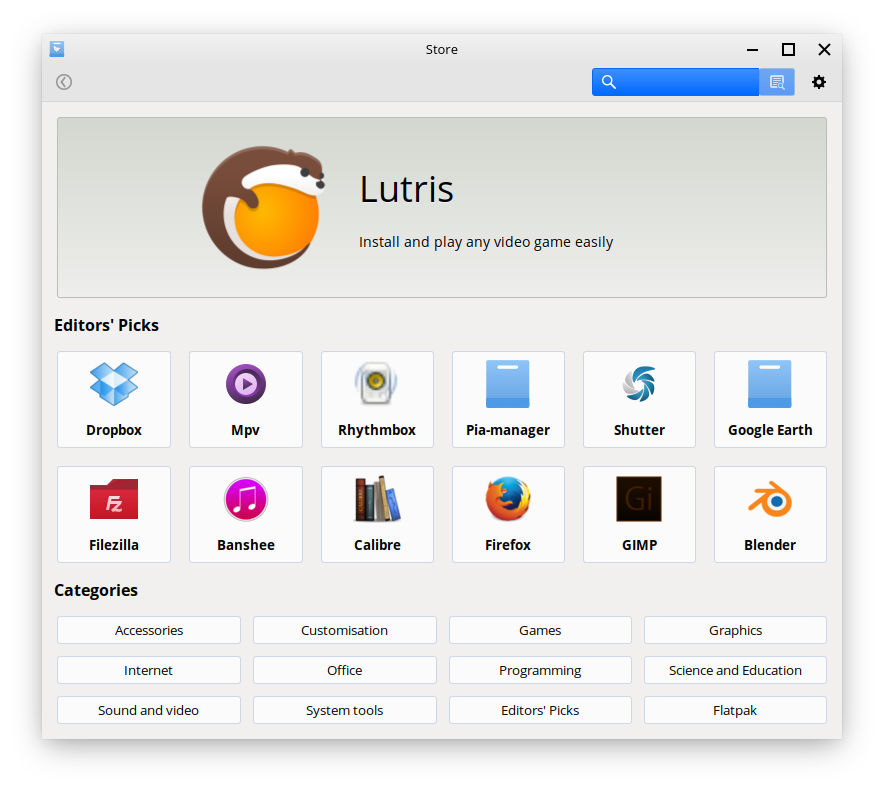 Store
Lutris
Install and play any video game easily
Editors' Picks
Dropbox
Mpv
Rhythmbox
Pia-manager
Shutter
Google Earth
Fz
Gi
Filezilla
Banshee
Calibre
Firefox
GIMP
Blender
Categories
Accessories
Customisation
Games
Graphics
Internet
Office
Programming
Science and Education
Sound and video
System tools
Editors' Picks
Flatpak